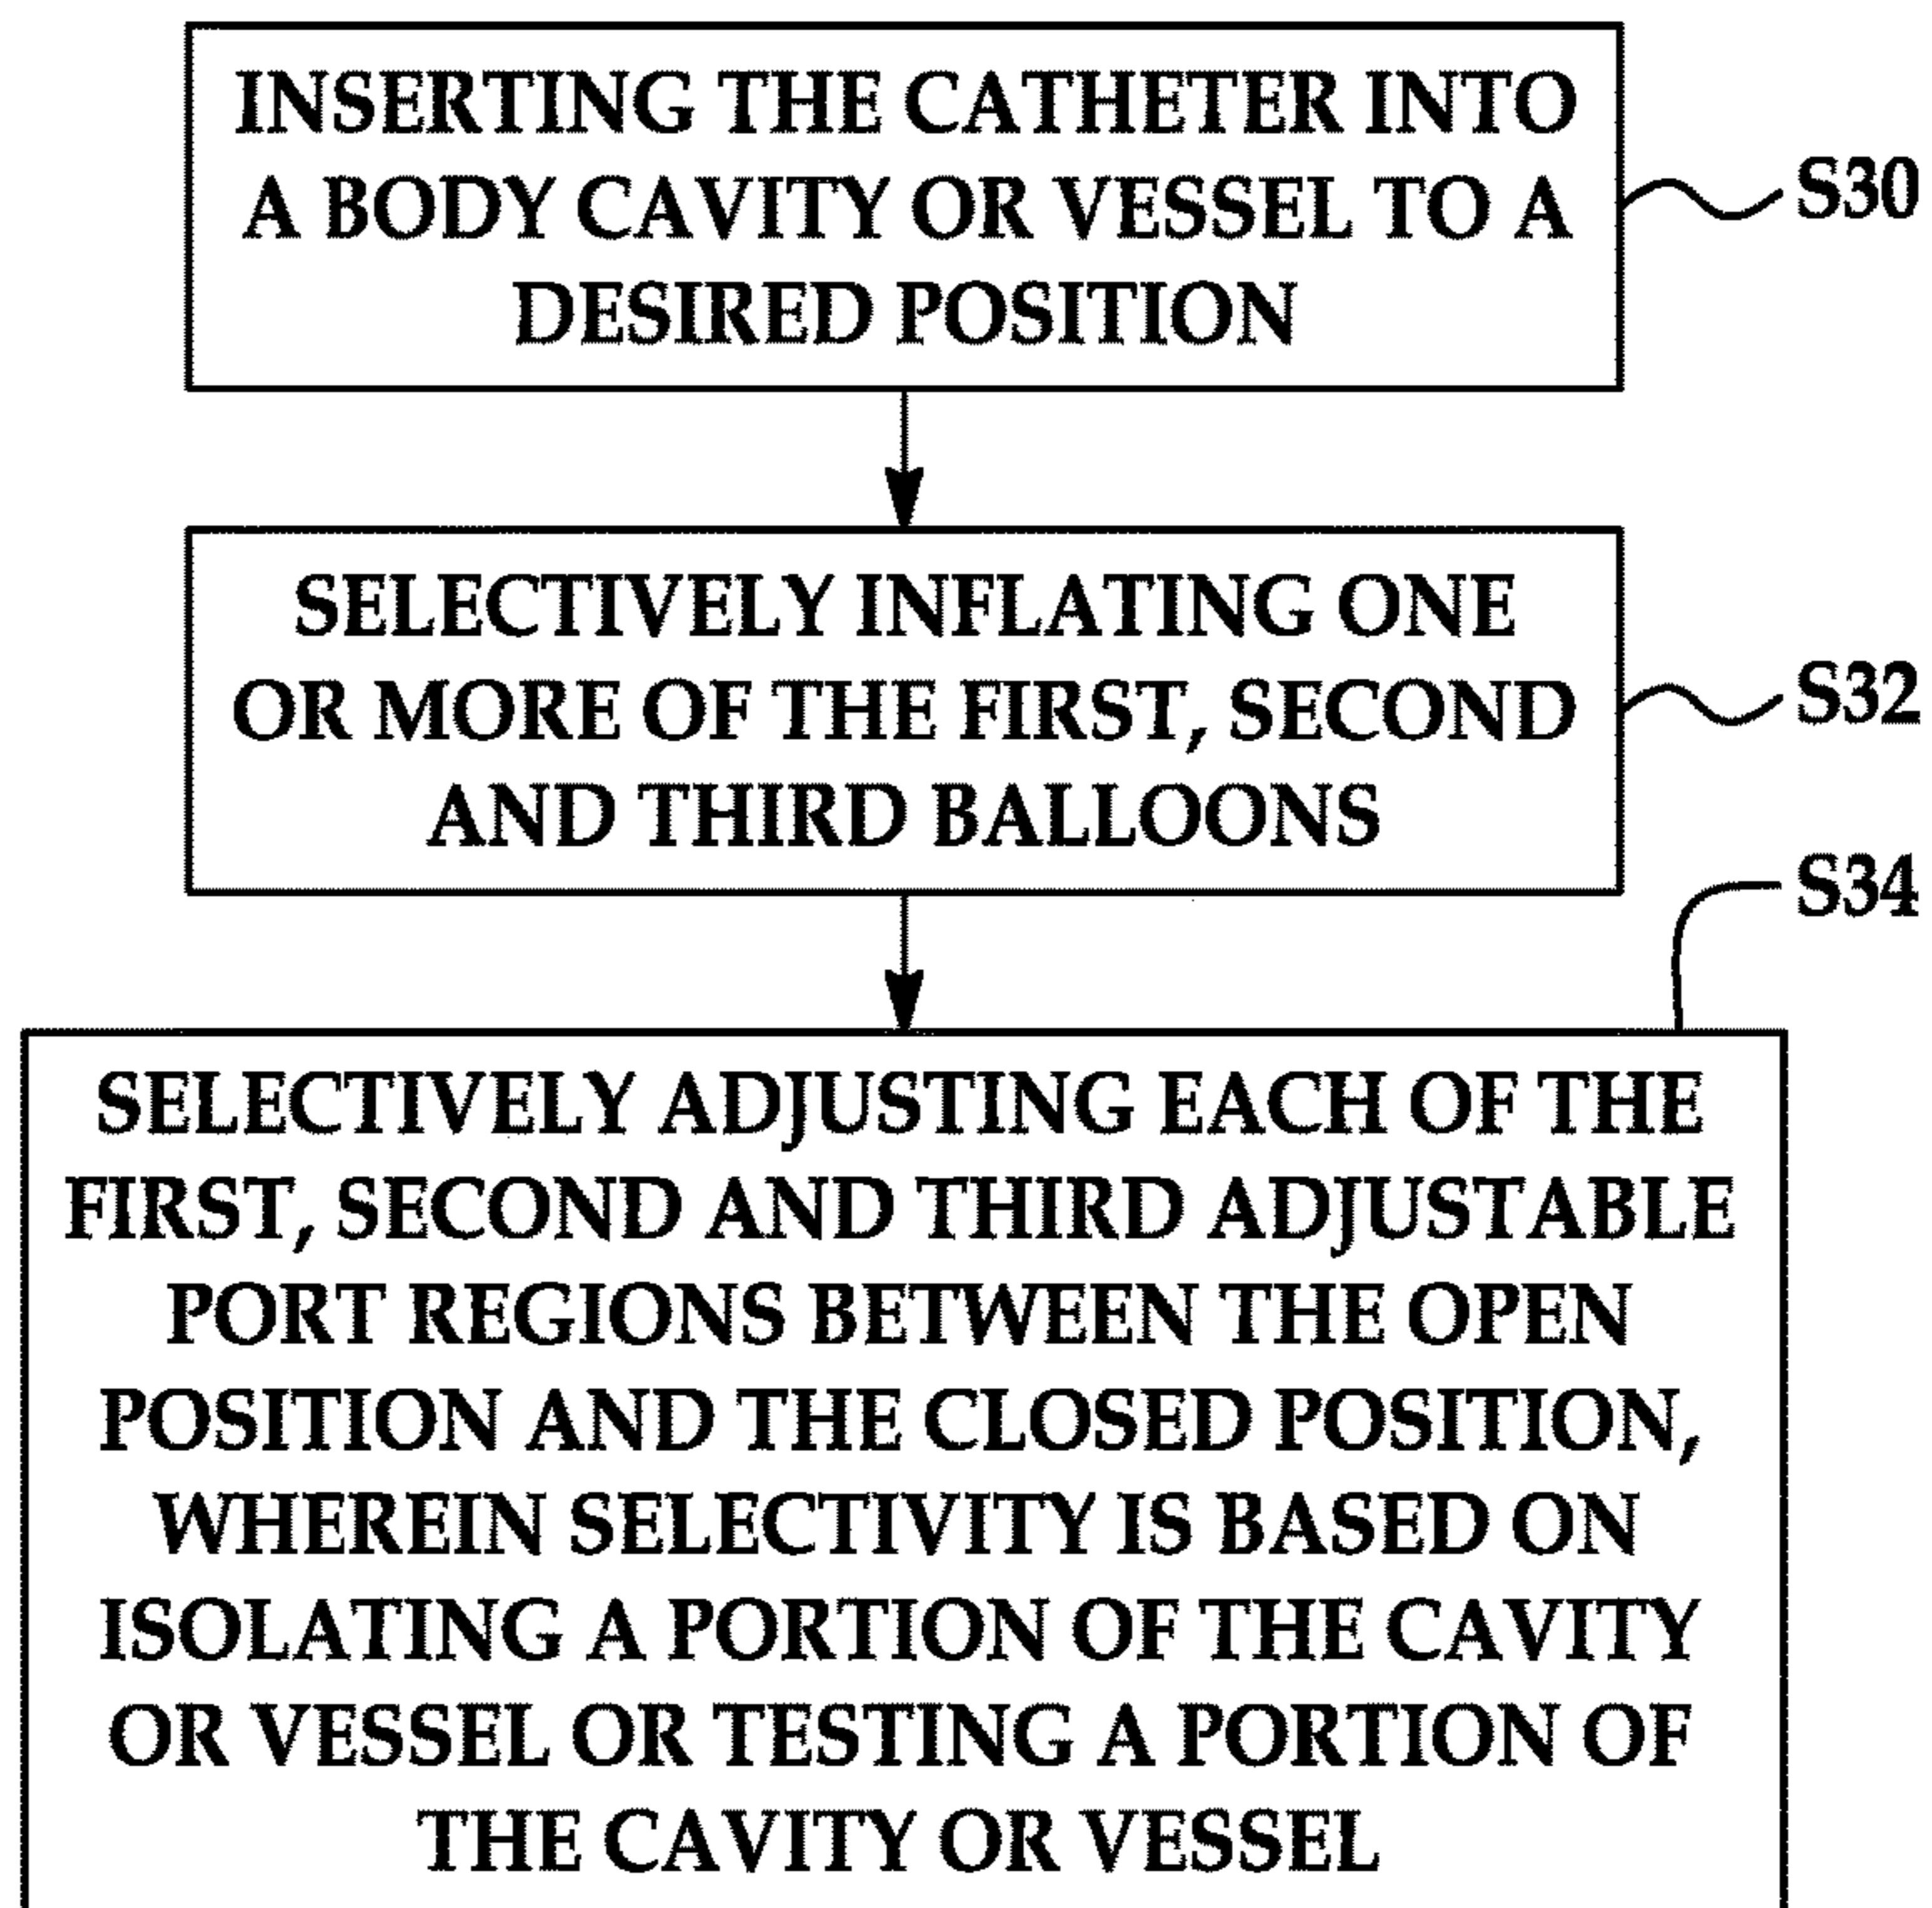 INSERTING THE CATHETER INTO
A BODY CAVITY OR VESSEL TO A
DESIRED POSITION
S30
SELECTIVELY INFLATING ONE
OR MORE OF THE FIRST, SECOND
AND THIRD BALLOONS
S32
S34
SELECTIVELY ADJUSTING EACH OF THE
FIRST, SECOND AND THIRD ADJUSTABLE
PORT REGIONS BETWEEN THE OPEN
POSITION AND THE CLOSED POSITION,
WHEREIN SELECTIVITY IS BASED ON
ISOLATING A PORTION OF THE CAVITY
OR VESSEL OR TESTING A PORTION OF
THE CAVITY OR VESSEL